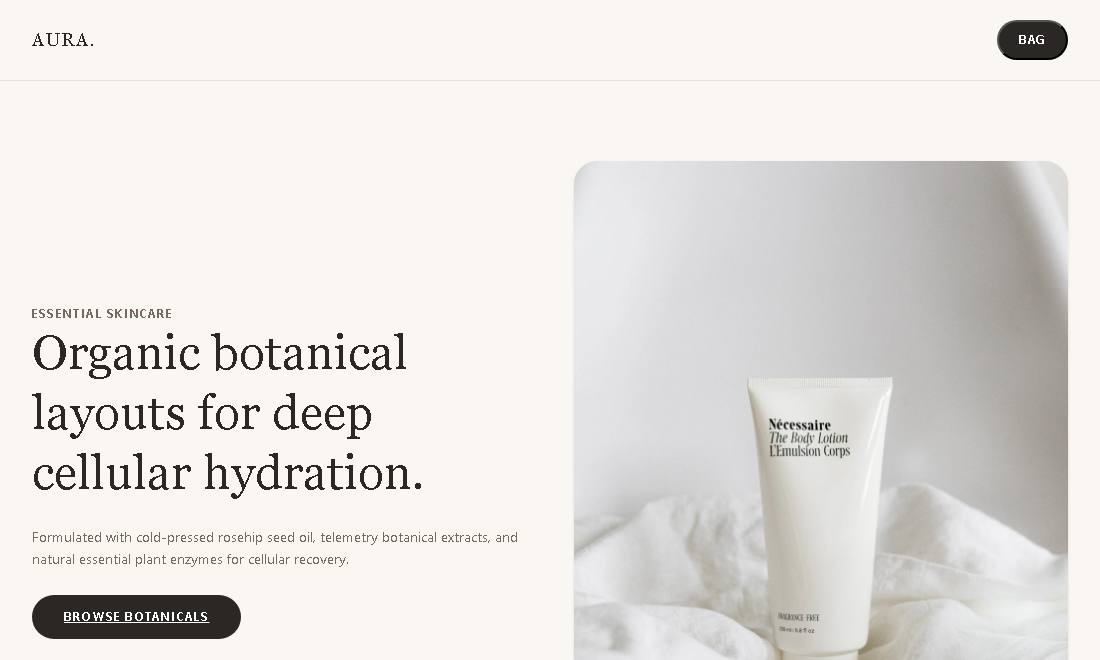 AURA.
BAG
ESSENTIAL SKINCARE
Organic botanical
layouts for deep
cellular hydration.
Formulated with cold-pressed rosehip seed oil, telemetry botanical extracts, and
natural essential plant enzymes for cellular recovery.
BROWSE BOTANICALS
Nécessaire
The Body Lotion
L'Emulsion Corps
FRAGRANCE FREE